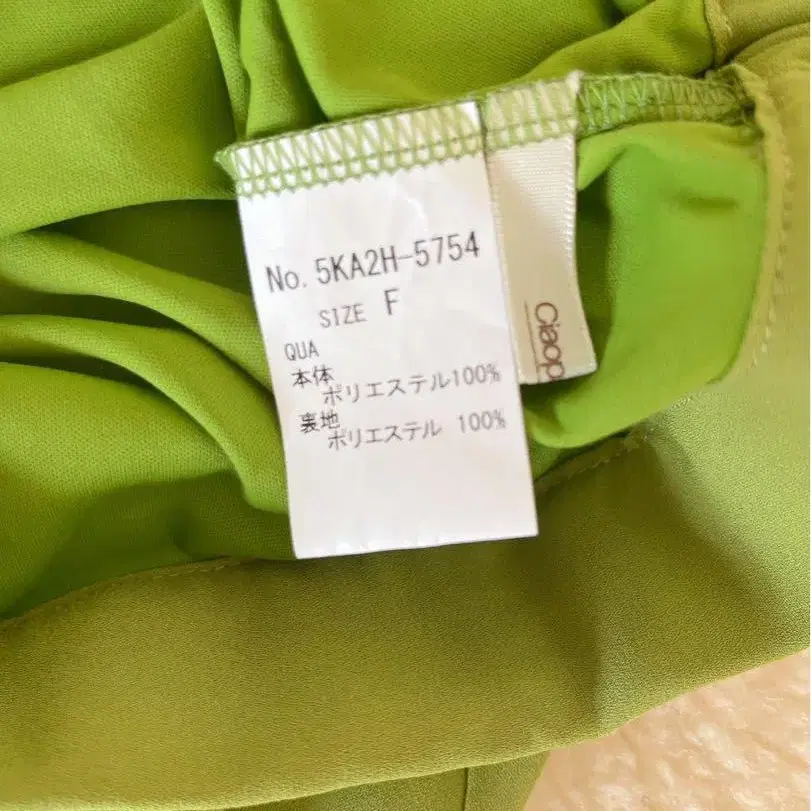 No. 5KA2H-5754
SIZE F
QUA
本体
ポリエステル100%
裏地
ポリエステル 100%